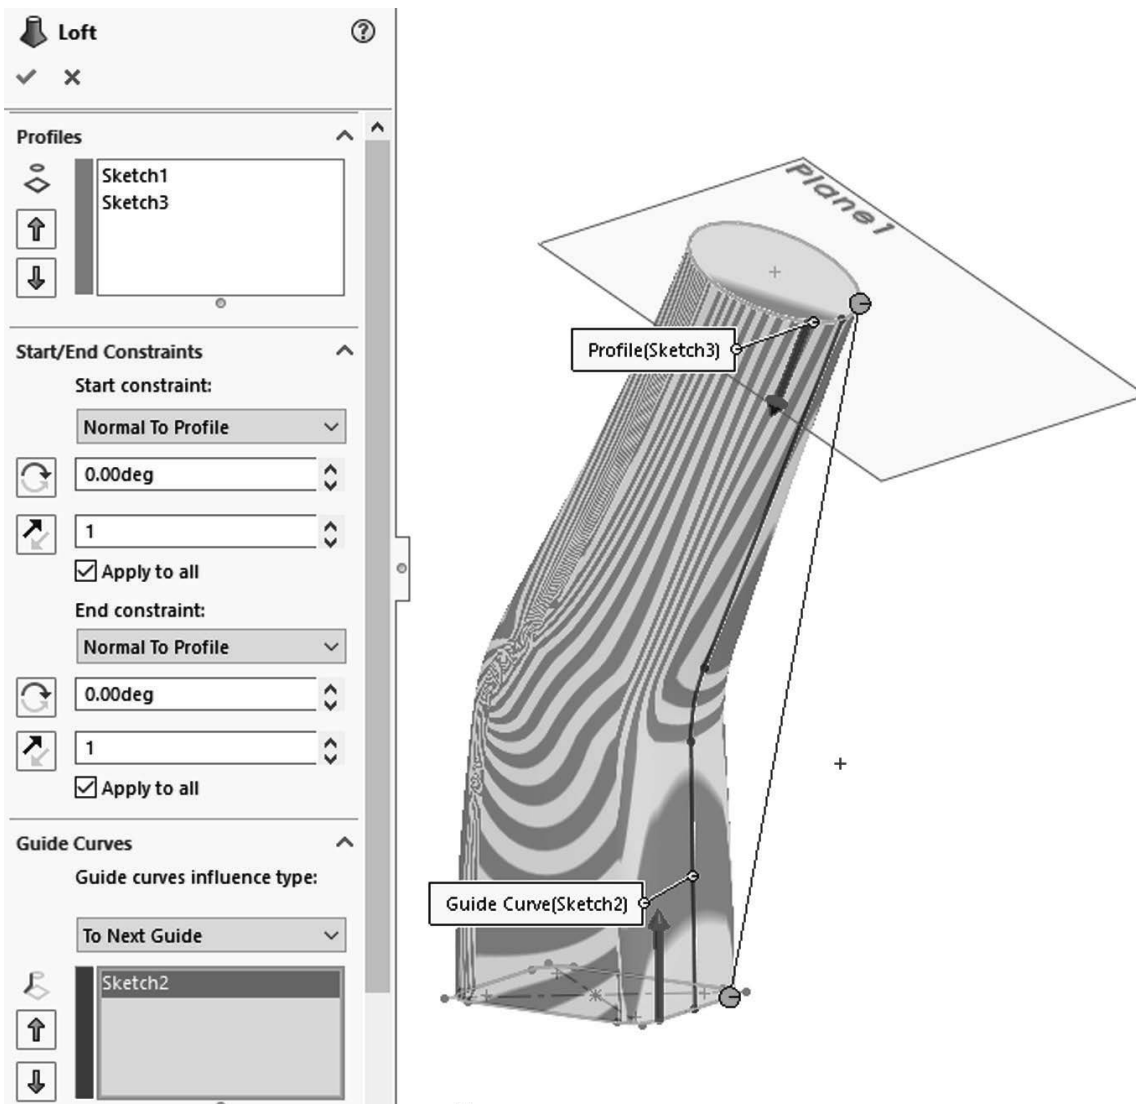 Loft
Profiles
Sketch1
Sketch3
Start/End Constraints
Start constraint:
Normal To Profile
0.00deg
1
Apply to all
End constraint:
Normal To Profile
0.00deg
1
Apply to all
Guide Curves
Guide curves influence type:
To Next Guide
Sketch2
Plane1
Profile(Sketch3)
Guide Curve(Sketch2)